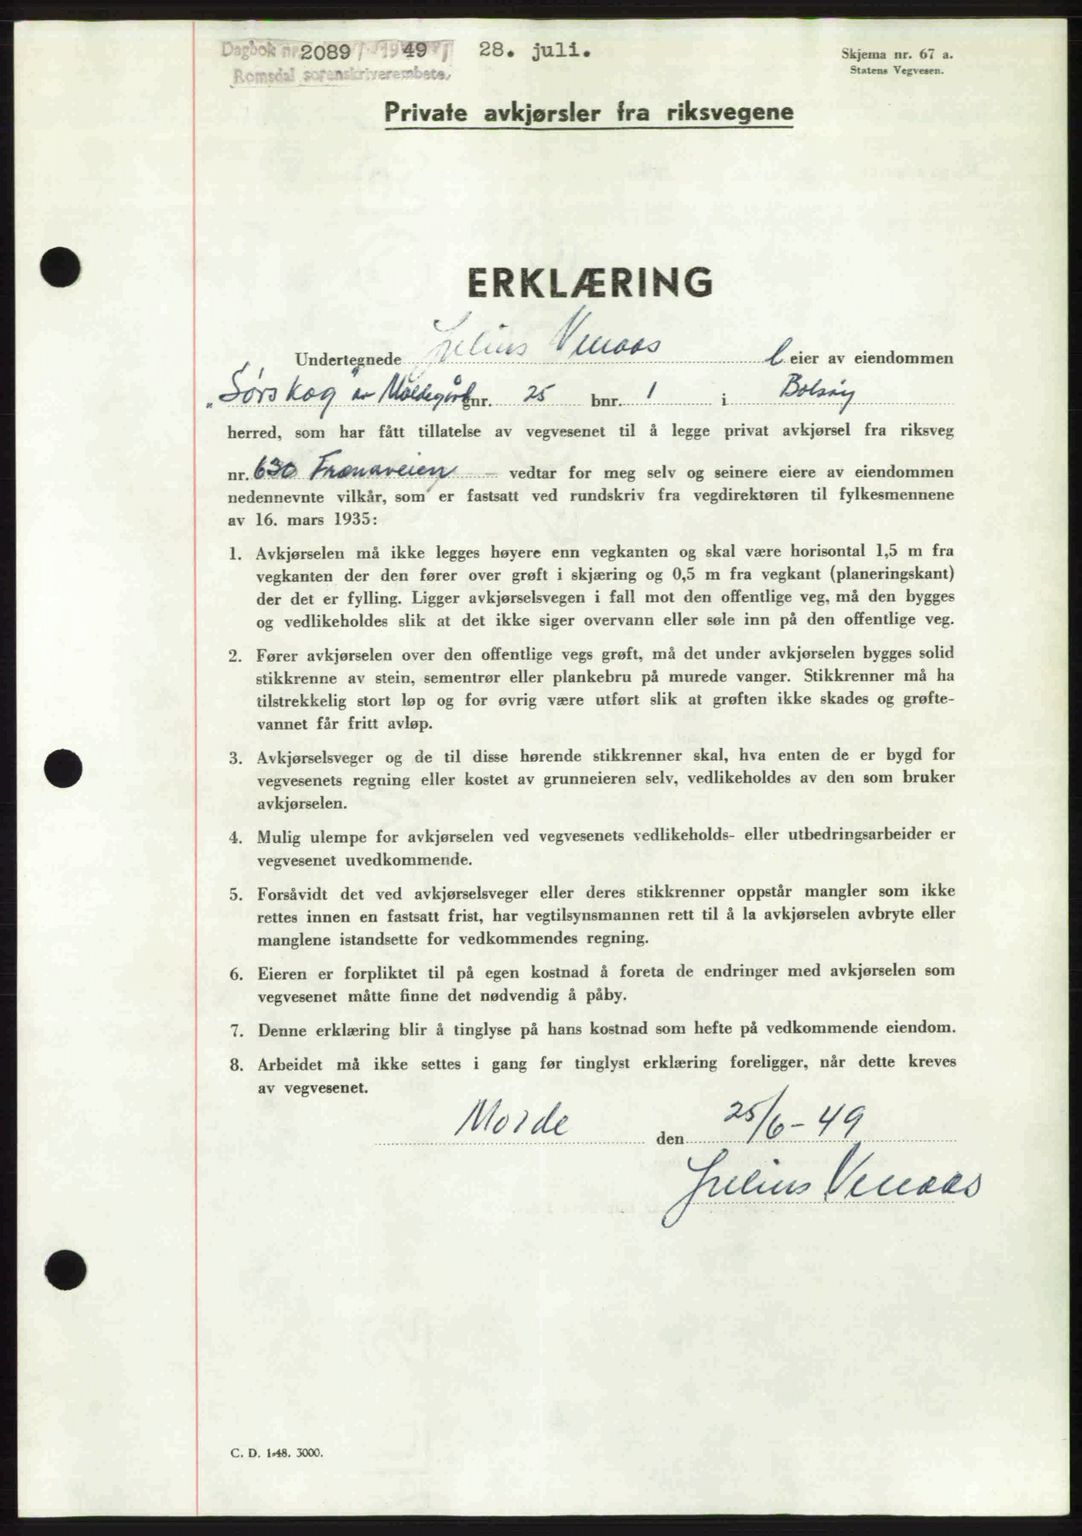 Dagbok nr. 2089 / 1949 28. juli.
Romsdal sorenskriverembete.
Skjema nr. 67 a.
Statens Vegvesen.
Private avkjørsler fra riksvegene
ERKLÆRING
Undertegnede Julius Venaas eier av eiendommen
"Sørskog" av Moldegård gnr. 25 bnr. 1 i Bolsøy
herred, som har fått tillatelse av vegvesenet til å legge privat avkjørsel fra riksveg
nr. 630 Frænaveien – vedtar for meg selv og seinere eiere av eiendommen
nedennevnte vilkår, som er fastsatt ved rundskriv fra vegdirektøren til fylkesmennene
av 16. mars 1935:
1. Avkjørselen må ikke legges høyere enn vegkanten og skal være horisontal 1,5 m fra
vegkanten der den fører over grøft i skjæring og 0,5 m fra vegkant (planeringskant)
der det er fylling. Ligger avkjørselsvegen i fall mot den offentlige veg, må den bygges
og vedlikeholdes slik at det ikke siger overvann eller søle inn på den offentlige veg.
2. Fører avkjørselen over den offentlige vegs grøft, må det under avkjørselen bygges solid
stikkrenne av stein, sementrør eller plankebru på murede vanger. Stikkrenner må ha
tilstrekkelig stort løp og for øvrig være utført slik at grøften ikke skades og grøfte-
vannet får fritt avløp.
3. Avkjørselsveger og de til disse hørende stikkrenner skal, hva enten de er bygd for
vegvesenets regning eller kostet av grunneieren selv, vedlikeholdes av den som bruker
avkjørselen.
4. Mulig ulempe for avkjørselen ved vegvesenets vedlikeholds- eller utbedringsarbeider er
vegvesenet uvedkommende.
5. Forsåvidt det ved avkjørselsveger eller deres stikkrenner oppstår mangler som ikke
rettes innen en fastsatt frist, har vegtilsynsmannen rett til å la avkjørselen avbryte eller
manglene istandsette for vedkommendes regning.
6. Eieren er forpliktet til på egen kostnad å foreta de endringer med avkjørselen som
vegvesenet måtte finne det nødvendig å påby.
7. Denne erklæring blir å tinglyse på hans kostnad som hefte på vedkommende eiendom.
8. Arbeidet må ikke settes i gang før tinglyst erklæring foreligger, når dette kreves
av vegvesenet.
Molde den 25/6-49
Julius Venaas
C. D. 1-48. 3000.